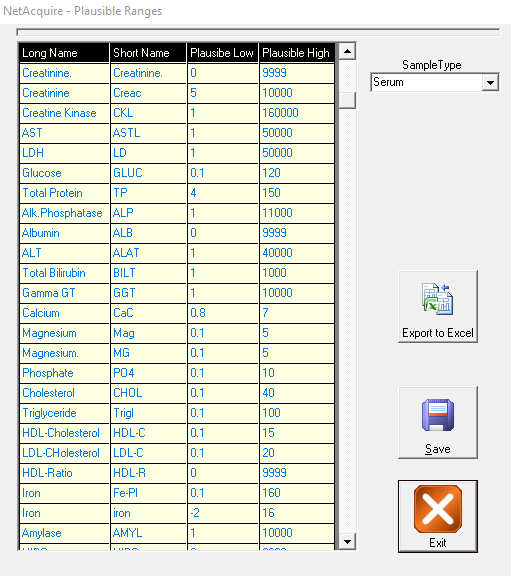 NetAcquire - Plausible Ranges
Long Name Short Name Plausibe Low Plausible High
Creatinine. Creatinine. 0 9999
Creatinine Creac 5 10000
Creatine Kinase CKL 1 160000
AST ASTL 1 50000
LDH LD 1 50000
Glucose GLUC 0.1 120
Total Protein TP 4 150
Alk.Phosphatase ALP 1 11000
Albumin ALB 0 9999
ALT ALAT 1 40000
Total Bilirubin BILT 1 1000
Gamma GT GGT 1 10000
Calcium CaC 0.8 7
Magnesium Mag 0.1 5
Magnesium. MG 0.1 5
Phosphate PO4 0.1 10
Cholesterol CHOL 0.1 40
Triglyceride Trigl 0.1 100
HDL-Cholesterol HDL-C 0.1 15
LDL-CHolesterol LDL-C 0.1 20
HDL-Ratio HDL-R 0 9999
Iron Fe-Pl 0.1 160
Iron iron -2 16
Amylase AMYL 1 10000
SampleType
Serum
Export to Excel
Save
Exit